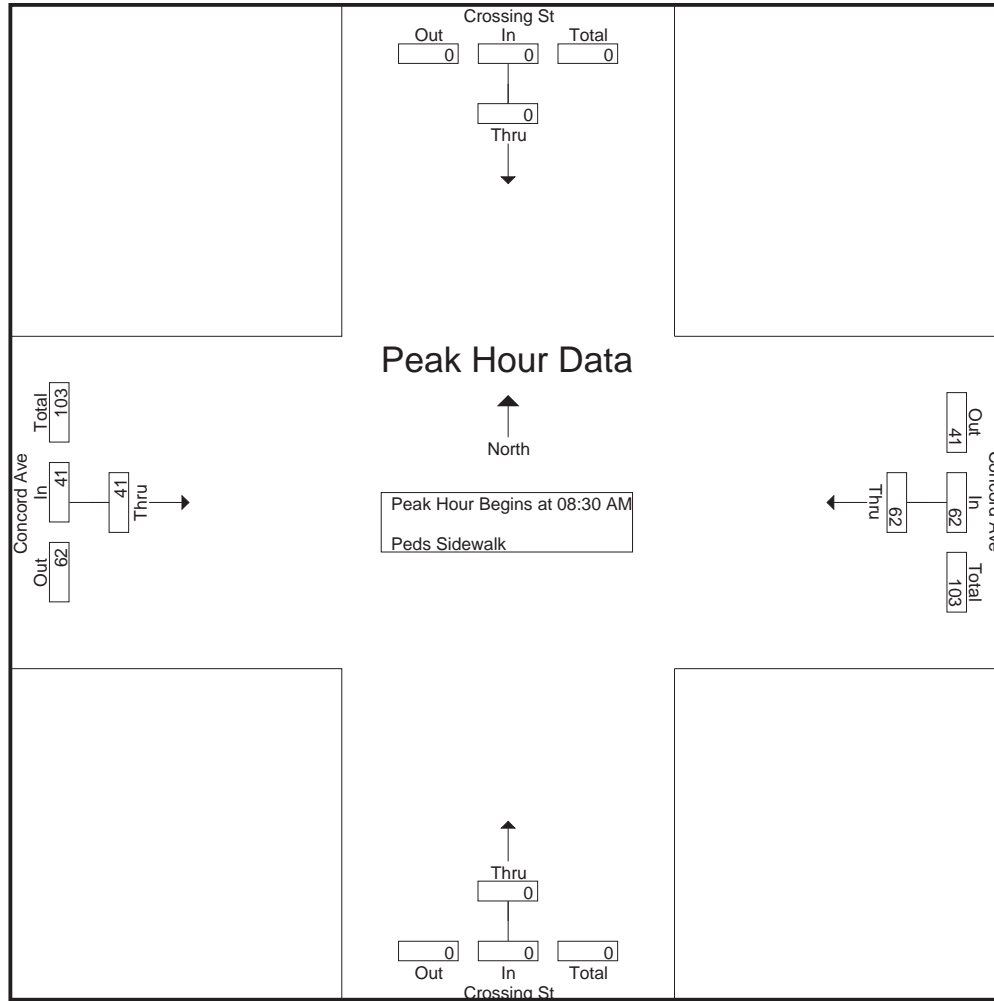 Crossing St
Out In Total
0 0 0
0
Thru
Peak Hour Data
North
Peak Hour Begins at 08:30 AM
Peds Sidewalk
Concord Ave
Out In Total
62 41 103
41
Thru
Concord Ave
Out In Total
41 62 103
62
Thru
Thru
0
0 0 0
Out In Total
Crossing St